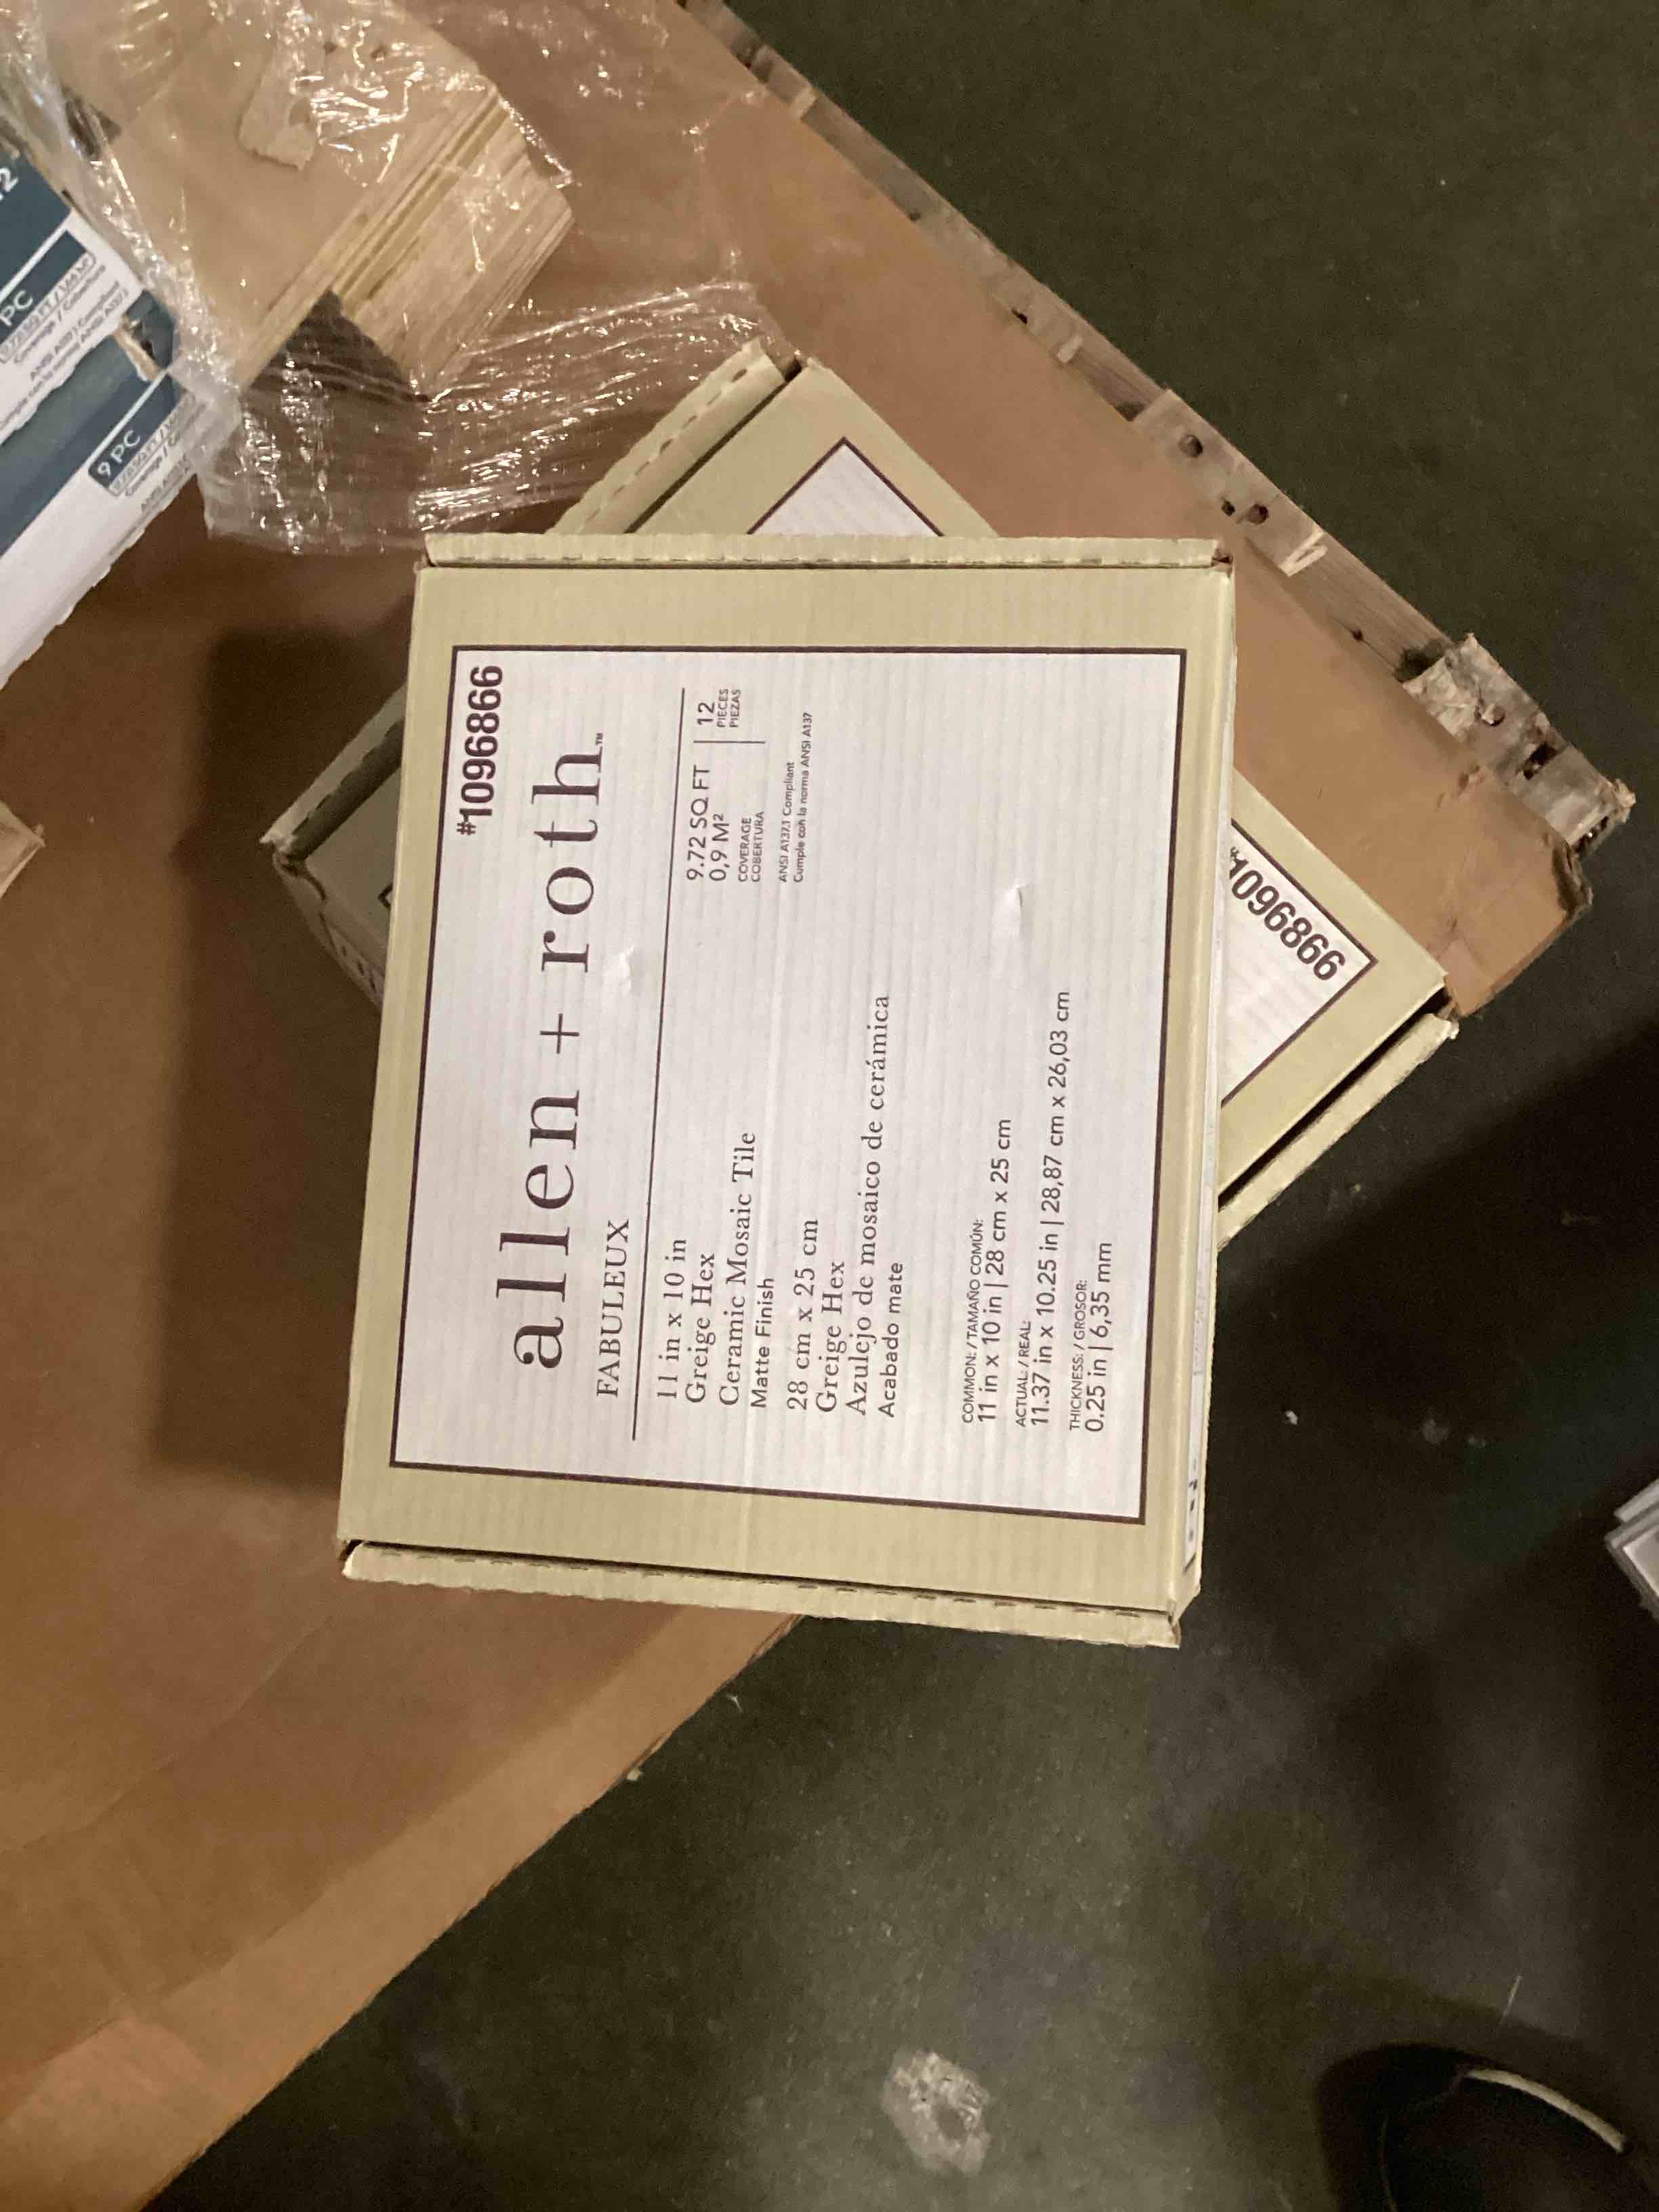 #1096866
allen + roth™
FABULEUX
11 in x 10 in
Greige Hex
Ceramic Mosaic Tile
Matte Finish
28 cm x 25 cm
Greige Hex
Azulejo de mosaico de cerámica
Acabado mate
9.72 SQ FT
0,9 M²
COVERAGE
COBERTURA
12
PIECES
PIEZAS
ANSI A137.1 Compliant
Cumple con la norma ANSI A137
COMMON: / TAMAÑO COMÚN:
11 in x 10 in | 28 cm x 25 cm
ACTUAL: / REAL:
11.37 in x 10.25 in | 28,87 cm x 26,03 cm
THICKNESS: / GROSOR:
0.25 in | 6,35 mm
#1096866
PC
9 PC